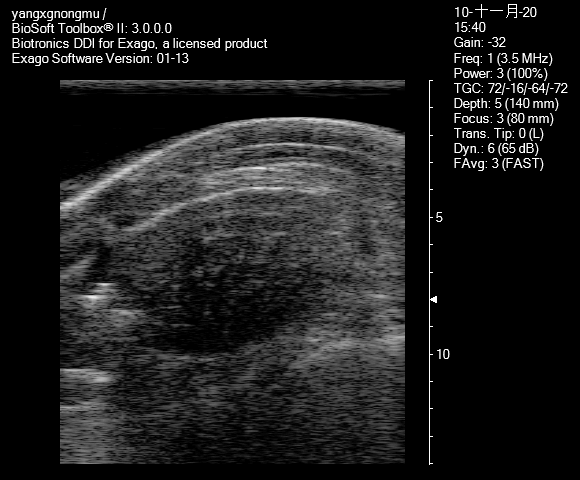 yangxgnongmu /
BioSoft Toolbox® II: 3.0.0.0
Biotronics DDI for Exago, a licensed product
Exago Software Version: 01-13
10-十一月-20
15:40
Gain: -32
Freq: 1 (3.5 MHz)
Power: 3 (100%)
TGC: 72/-16/-64/-72
Depth: 5 (140 mm)
Focus: 3 (80 mm)
Trans. Tip: 0 (L)
Dyn.: 6 (65 dB)
FAvg: 3 (FAST)
5
10